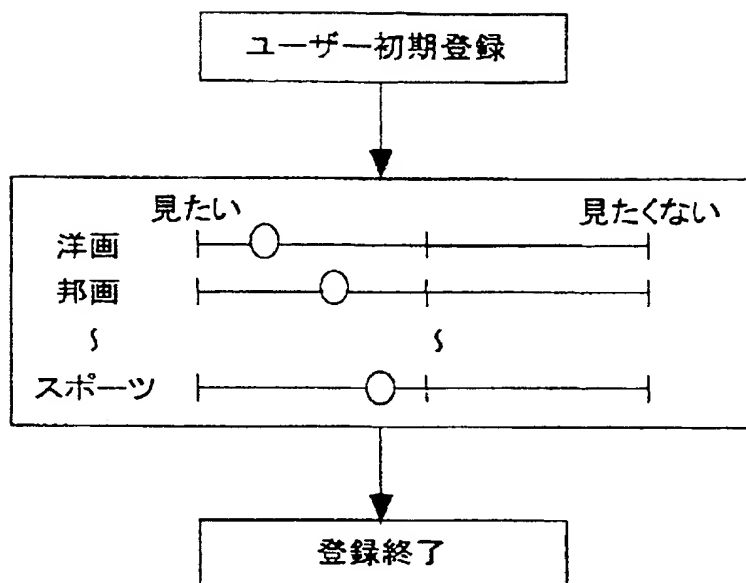 ユーザー初期登録
見たい 見たくない
洋画
邦画
∫ ∫
スポーツ
登録終了